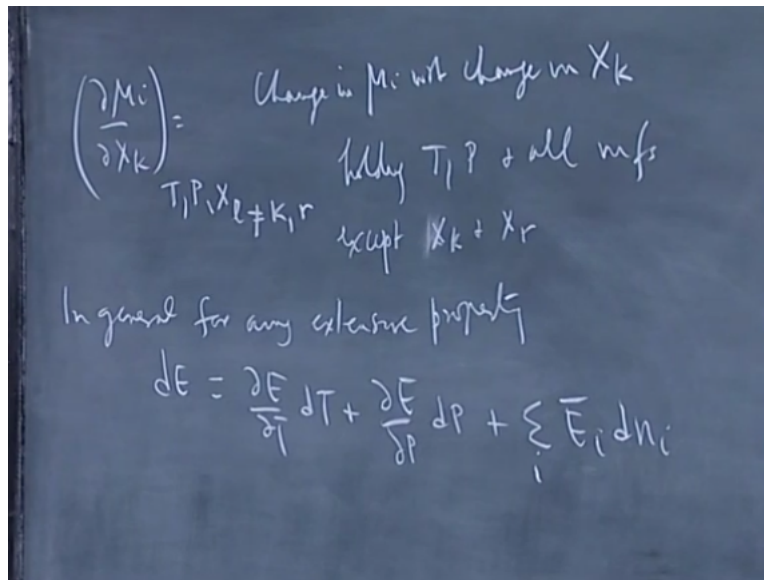 (∂μi/∂Xk)T,P,Xl≠k,r = Change in μi with change in Xk
holding T, P + all mfs
except Xk + Xr
In general for any extensive property
dE = ∂E/∂T dT + ∂E/∂P dP + Σi Ēi dni